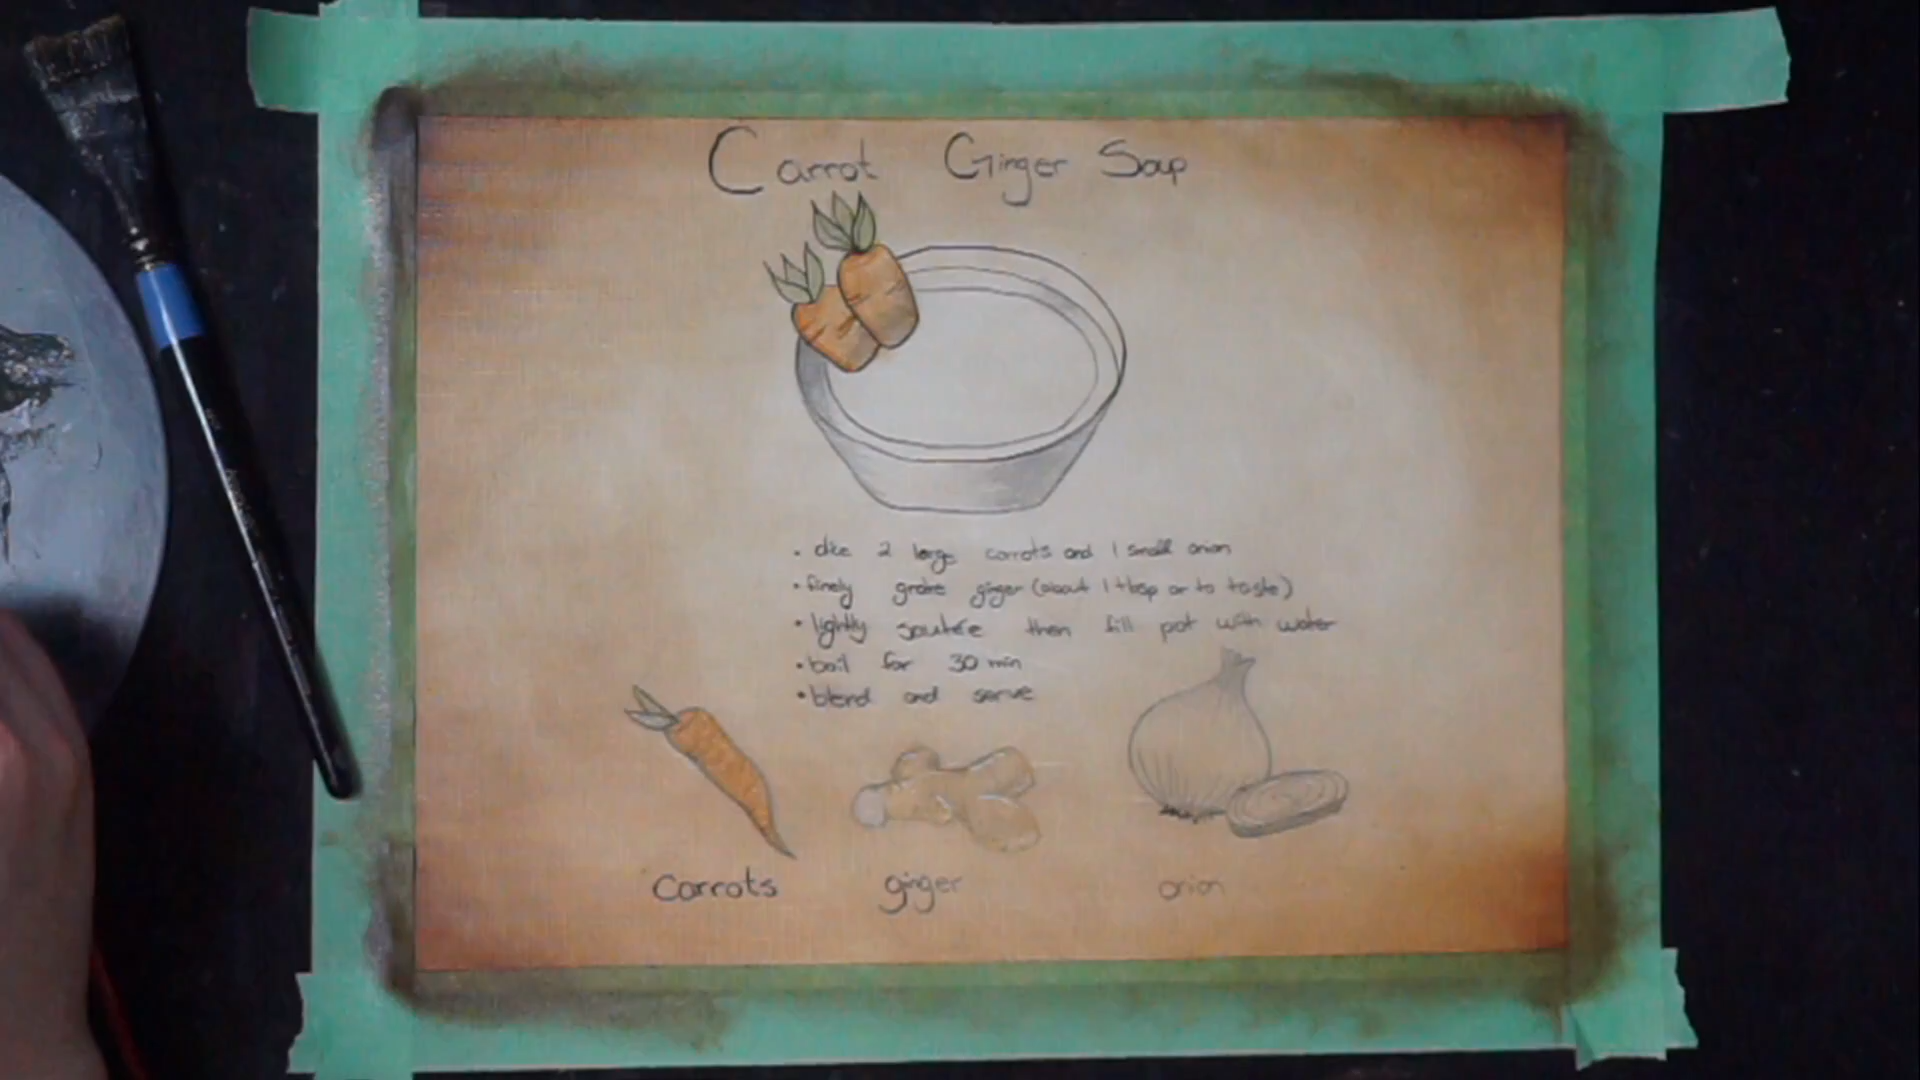 Carrot Ginger Soup
• dice 2 large carrots and 1 small onion
• finely grate ginger (about 1 tbsp or to taste)
• lightly sautée then fill pot with water
• boil for 30 min
• blend and serve
carrots ginger onion